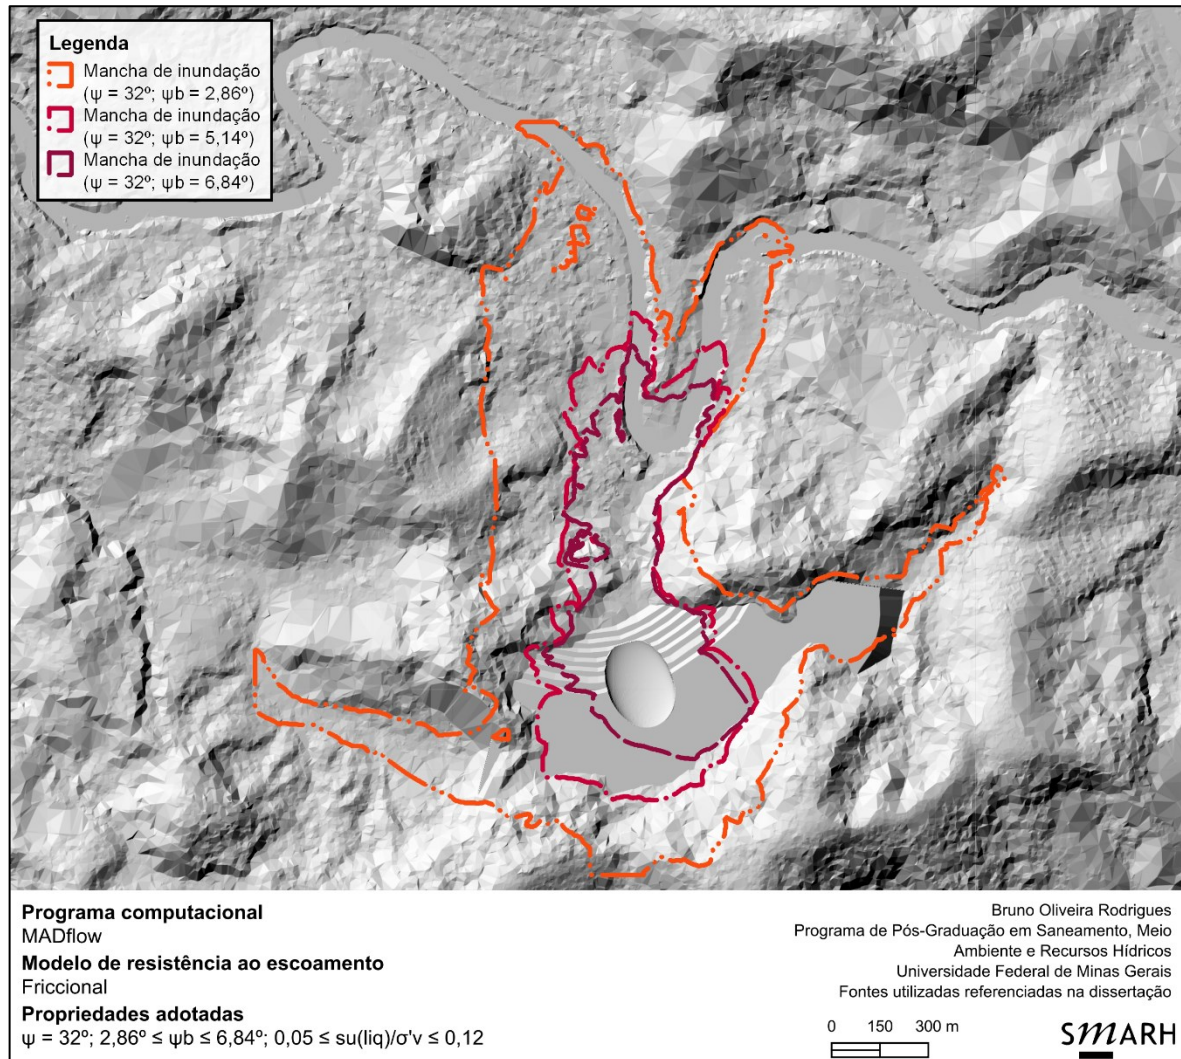 Legenda
Mancha de inundação
(ψ = 32º; ψb = 2,86º)
Mancha de inundação
(ψ = 32º; ψb = 5,14º)
Mancha de inundação
(ψ = 32º; ψb = 6,84º)
Programa computacional
MADflow
Modelo de resistência ao escoamento
Friccional
Propriedades adotadas
ψ = 32º; 2,86º ≤ ψb ≤ 6,84º; 0,05 ≤ su(liq)/σ'v ≤ 0,12
Bruno Oliveira Rodrigues
Programa de Pós-Graduação em Saneamento, Meio
Ambiente e Recursos Hídricos
Universidade Federal de Minas Gerais
Fontes utilizadas referenciadas na dissertação
0 150 300 m
SMARH